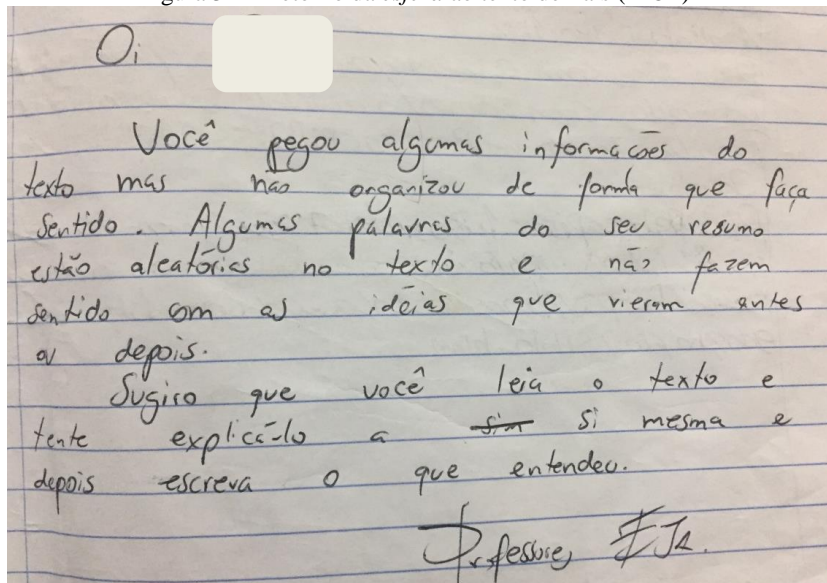 Oi
Você pegou algumas informações do
texto mas não organizou de forma que faça
sentido. Algumas palavras do seu resumo
estão aleatórias no texto e não fazem
sentido com as idéias que vieram antes
ou depois.
Sugiro que você leia o texto e
tente explicá-lo a sim si mesma e
depois escreva o que entendeu.
Professores